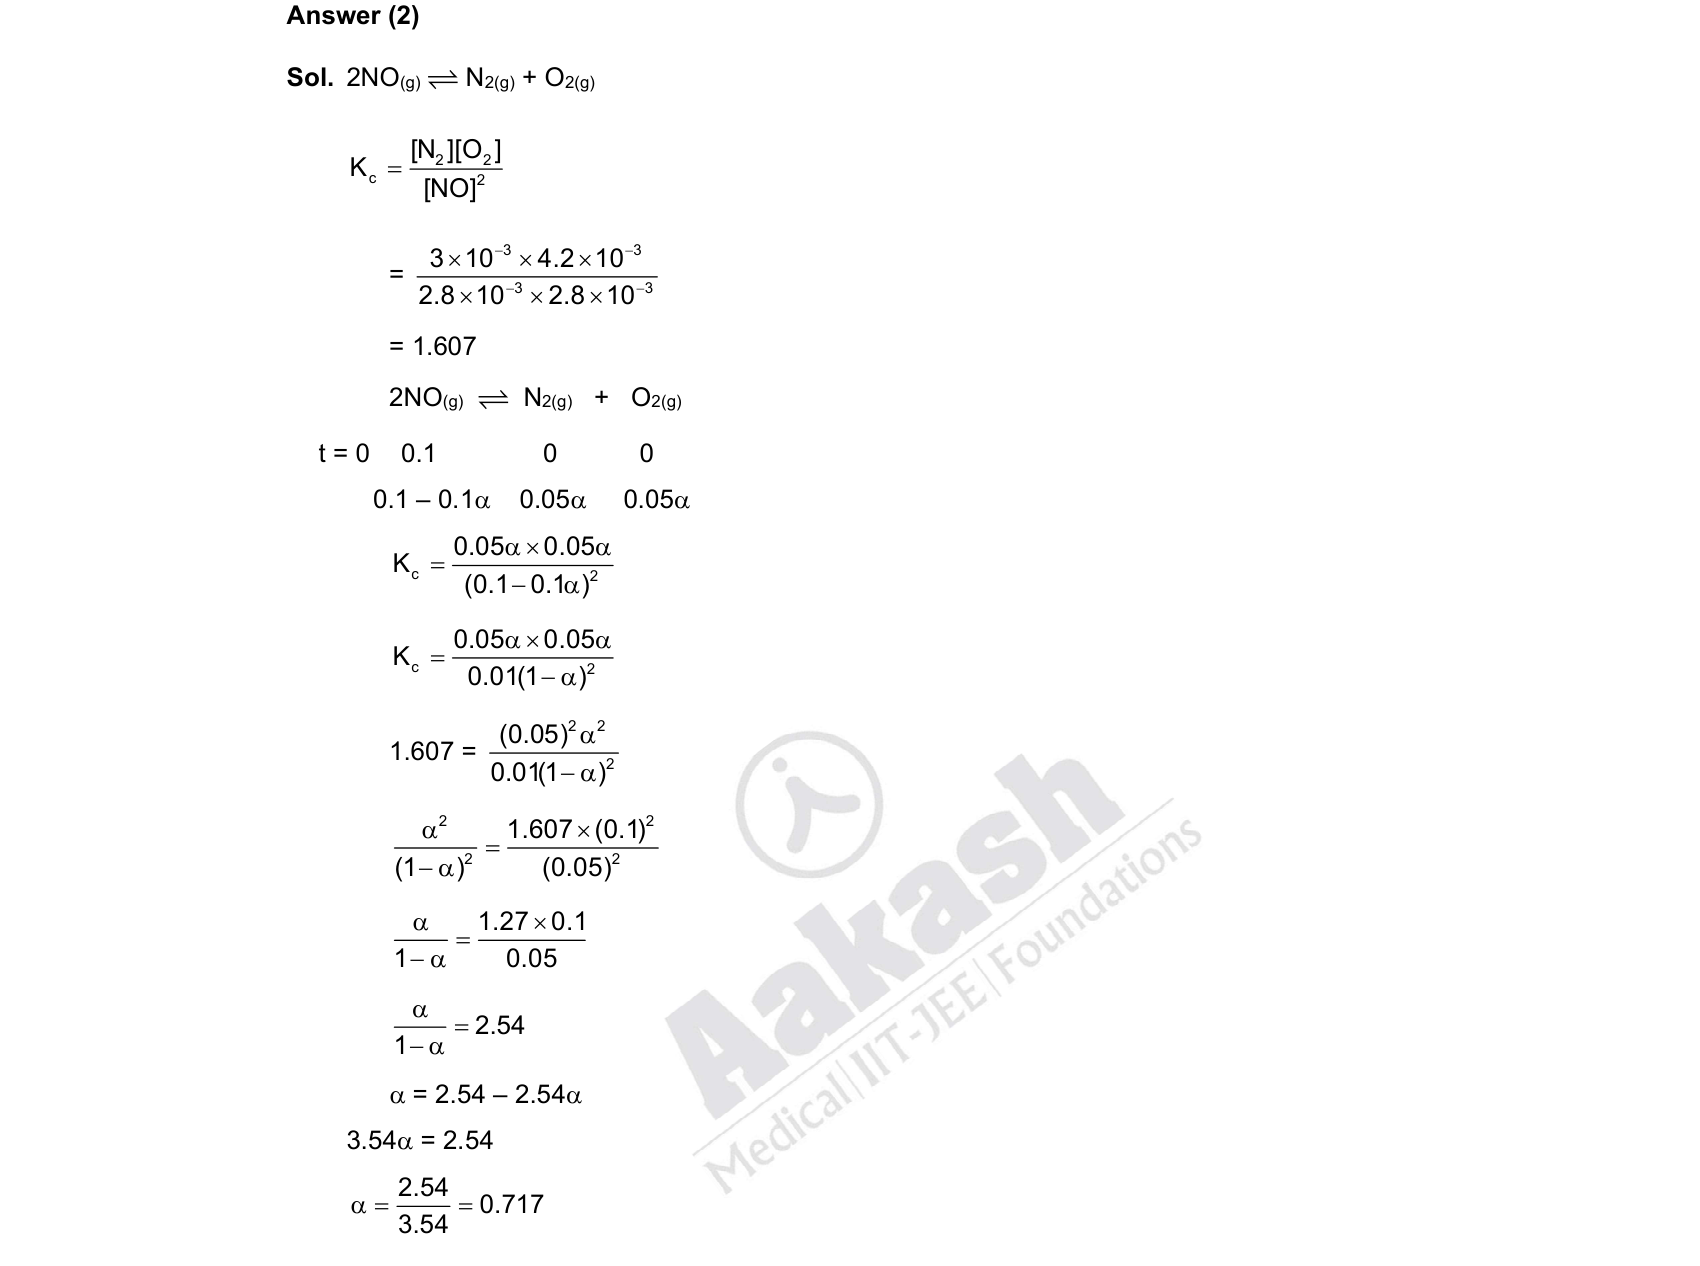 Answer (2)
Sol. 2NO(g) ⇌ N2(g) + O2(g)
Kc = [N2][O2] / [NO]²
= 3×10⁻³ × 4.2×10⁻³ / 2.8×10⁻³ × 2.8×10⁻³
= 1.607
2NO(g) ⇌ N2(g) + O2(g)
t = 0 0.1 0 0
0.1 – 0.1α 0.05α 0.05α
Kc = 0.05α × 0.05α / (0.1 – 0.1α)²
Kc = 0.05α × 0.05α / 0.01(1 – α)²
1.607 = (0.05)²α² / 0.01(1 – α)²
α² / (1 – α)² = 1.607 × (0.1)² / (0.05)²
α / 1 – α = 1.27 × 0.1 / 0.05
α / 1 – α = 2.54
α = 2.54 – 2.54α
3.54α = 2.54
α = 2.54 / 3.54 = 0.717
Aakash
Medical|IIT-JEE|Foundations